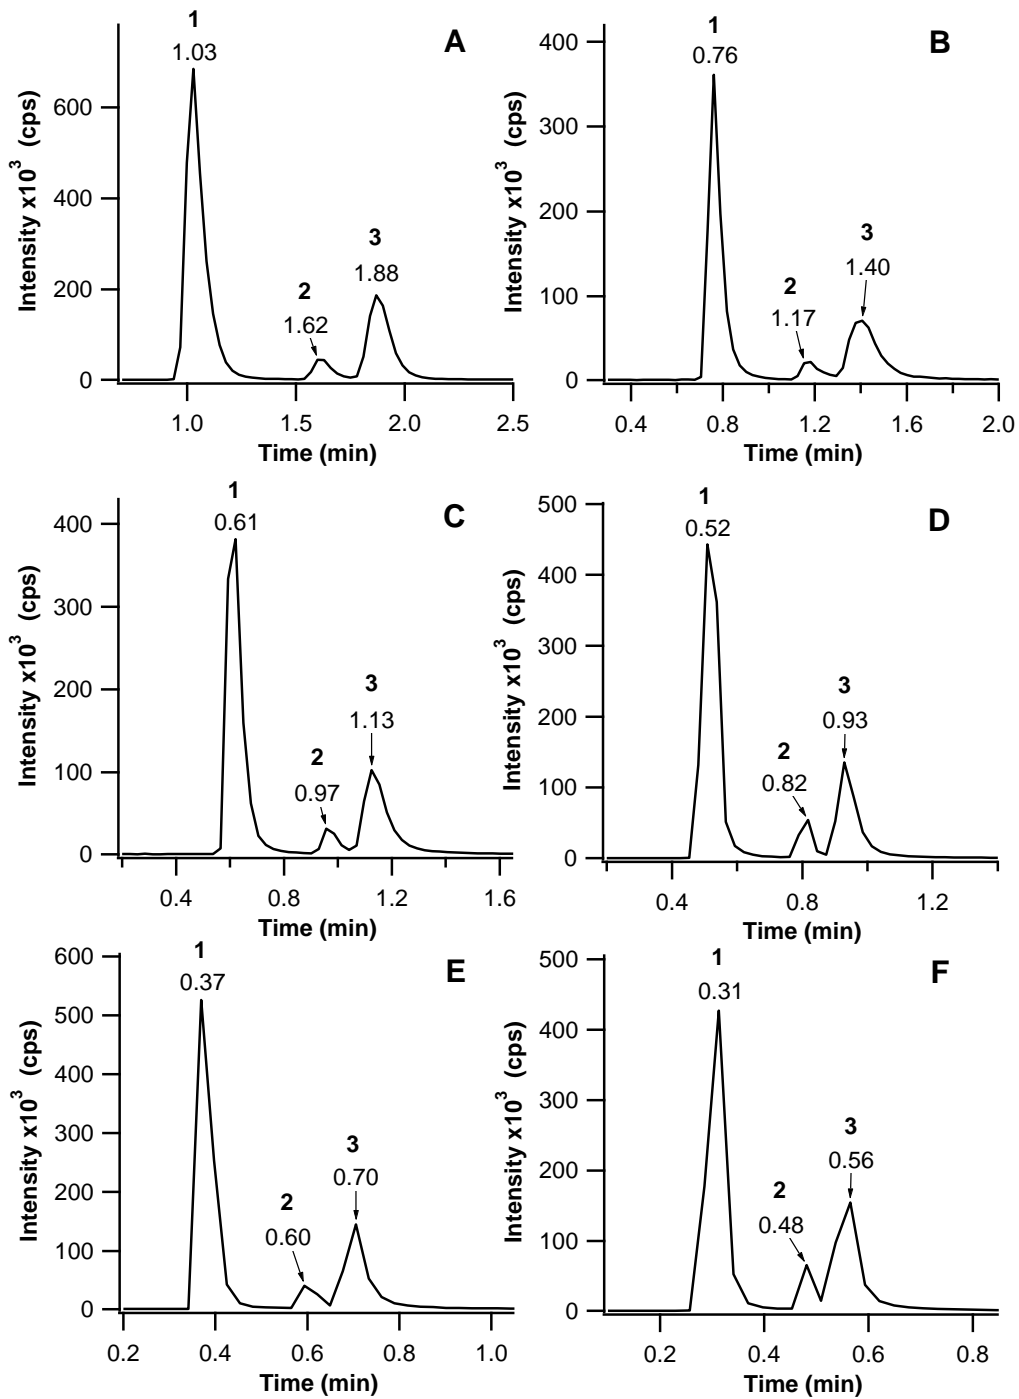 1
1.03
A
2
1.62
3
1.88
Intensity x10³ (cps)
600
400
200
0
1.0 1.5 2.0 2.5
Time (min)
1
0.76
B
2
1.17
3
1.40
Intensity x10³ (cps)
400
300
200
100
0
0.4 0.8 1.2 1.6 2.0
Time (min)
1
0.61
C
2
0.97
3
1.13
Intensity x10³ (cps)
400
300
200
100
0
0.4 0.8 1.2 1.6
Time (min)
1
0.52
D
2
0.82
3
0.93
Intensity x10³ (cps)
500
400
300
200
100
0
0.4 0.8 1.2
Time (min)
1
0.37
E
2
0.60
3
0.70
Intensity x10³ (cps)
600
500
400
300
200
100
0
0.2 0.4 0.6 0.8 1.0
Time (min)
1
0.31
F
2
0.48
3
0.56
Intensity x10³ (cps)
500
400
300
200
100
0
0.2 0.4 0.6 0.8
Time (min)